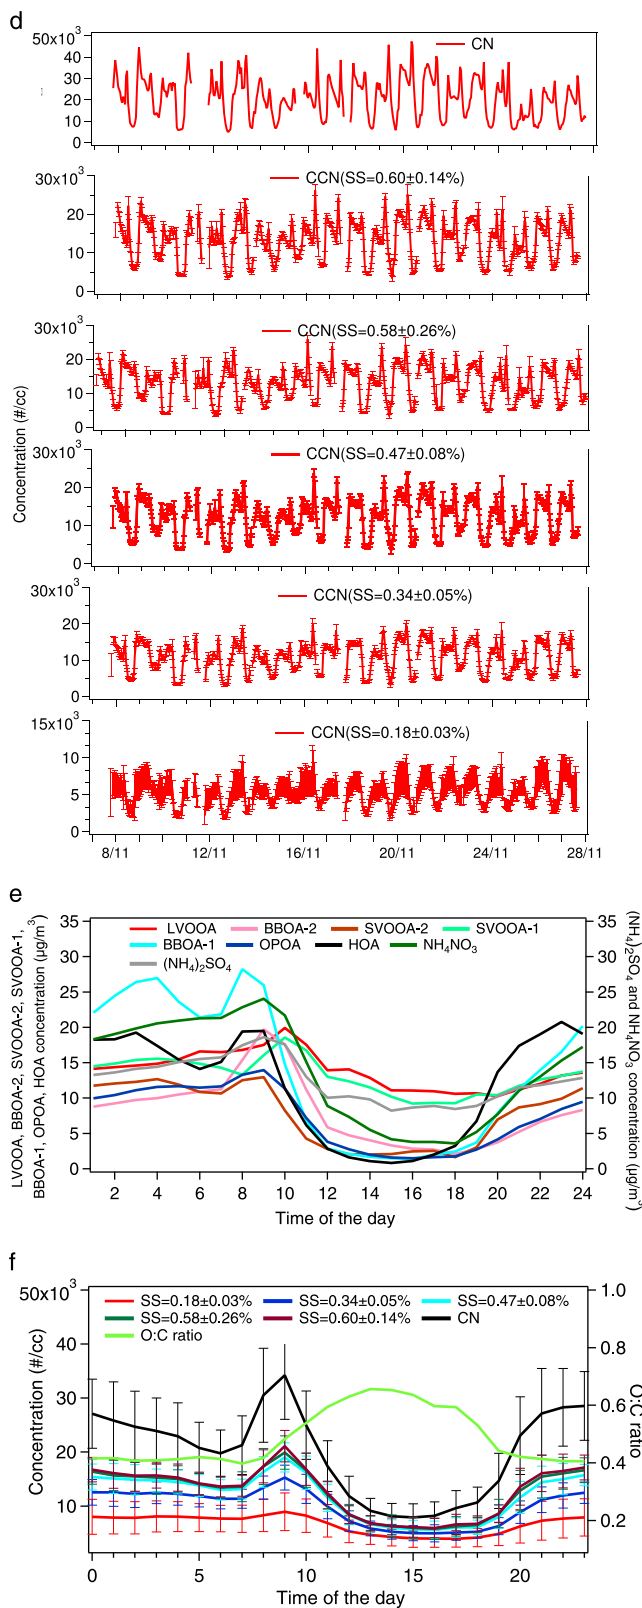 d
50x10³
40
30
20
10
0
CN
30x10³
20
10
0
CCN(SS=0.60±0.14%)
30x10³
20
10
0
CCN(SS=0.58±0.26%)
30x10³
20
10
0
CCN(SS=0.47±0.08%)
30x10³
20
10
0
CCN(SS=0.34±0.05%)
15x10³
10
5
0
CCN(SS=0.18±0.03%)
Concentration (#/cc)
8/11 12/11 16/11 20/11 24/11 28/11
e
LVOOA BBOA-2 SVOOA-2 SVOOA-1
BBOA-1 OPOA HOA NH₄NO₃
(NH₄)₂SO₄
LVOOA, BBOA-2, SVOOA-2, SVOOA-1,
BBOA-1, OPOA, HOA concentration (µg/m³)
35
30
25
20
15
10
5
0
35
30
25
20
15
10
5
0
(NH₄)₂SO₄ and NH₄NO₃ concentration (µg/m³)
2 4 6 8 10 12 14 16 18 20 22 24
Time of the day
f
SS=0.18±0.03% SS=0.34±0.05% SS=0.47±0.08%
SS=0.58±0.26% SS=0.60±0.14% CN
O:C ratio
50x10³
40
30
20
10
Concentration (#/cc)
1.0
0.8
0.6
0.4
0.2
O:C ratio
0 5 10 15 20
Time of the day